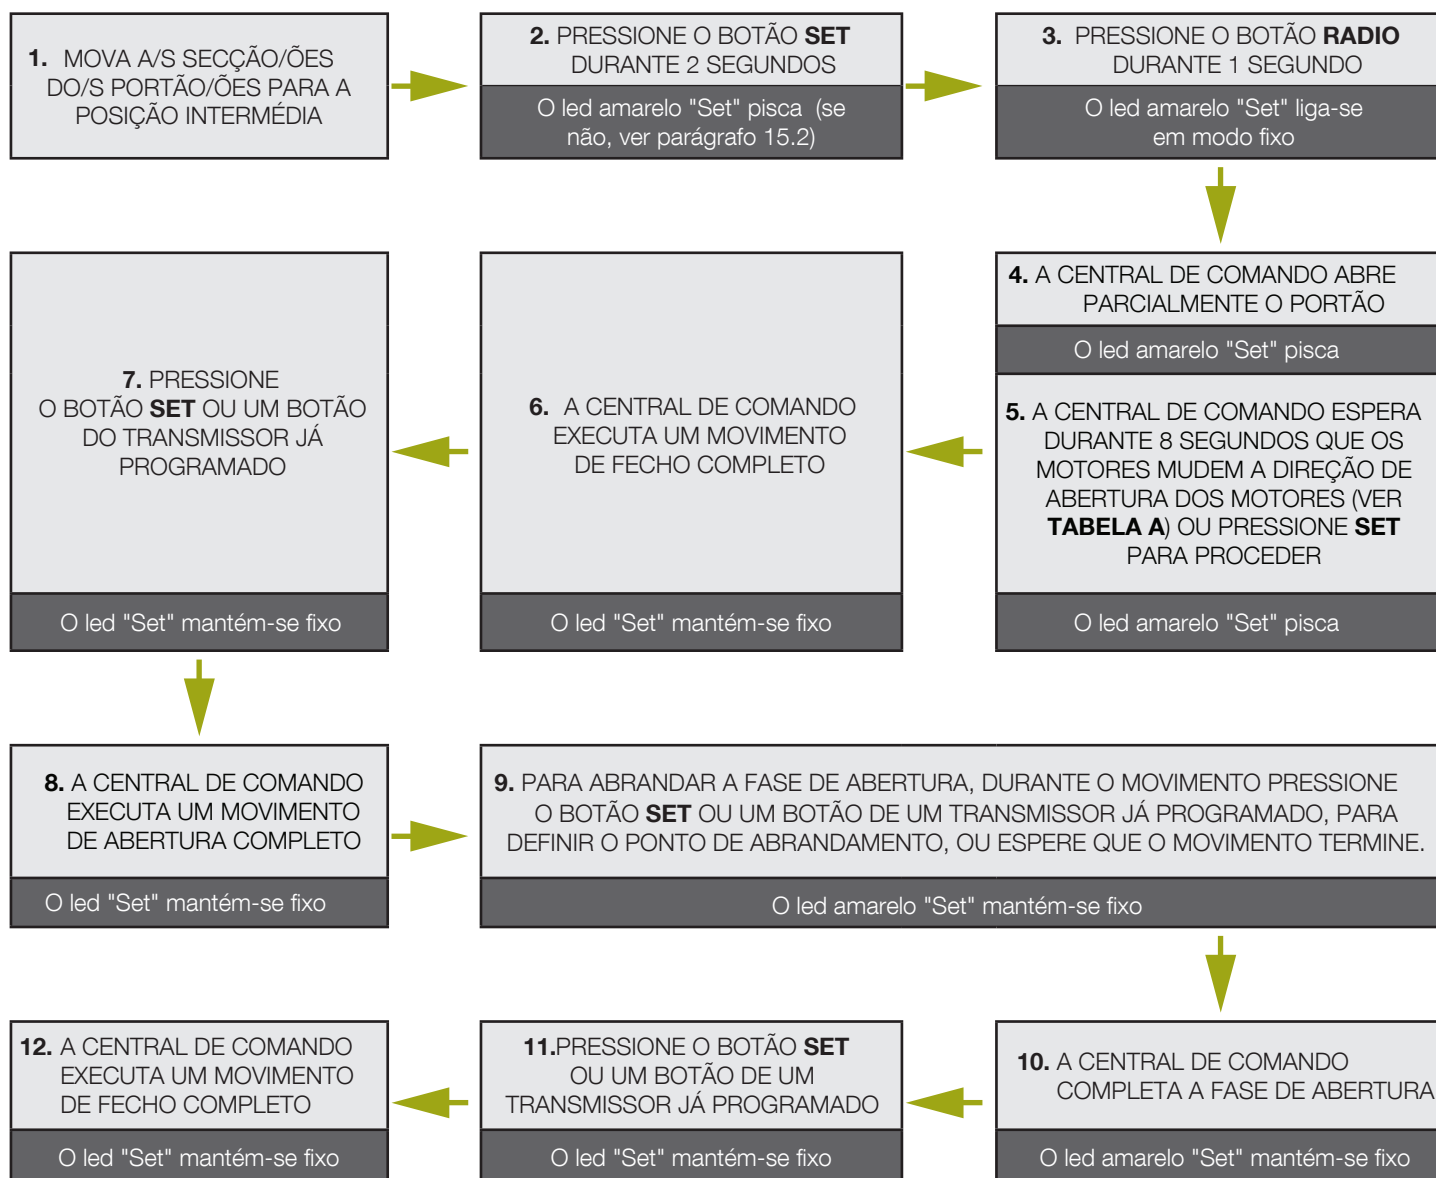 1. MOVA A/S SECÇÃO/ÕES
DO/S PORTÃO/ÕES PARA A
POSIÇÃO INTERMÉDIA
2. PRESSIONE O BOTÃO SET
DURANTE 2 SEGUNDOS
O led amarelo "Set" pisca (se
não, ver parágrafo 15.2)
3. PRESSIONE O BOTÃO RADIO
DURANTE 1 SEGUNDO
O led amarelo "Set" liga-se
em modo fixo
4. A CENTRAL DE COMANDO ABRE
PARCIALMENTE O PORTÃO
O led amarelo "Set" pisca
5. A CENTRAL DE COMANDO ESPERA
DURANTE 8 SEGUNDOS QUE OS
MOTORES MUDEM A DIREÇÃO DE
ABERTURA DOS MOTORES (VER
TABELA A) OU PRESSIONE SET
PARA PROCEDER
O led amarelo "Set" pisca
6. A CENTRAL DE COMANDO
EXECUTA UM MOVIMENTO
DE FECHO COMPLETO
O led "Set" mantém-se fixo
7. PRESSIONE
O BOTÃO SET OU UM BOTÃO
DO TRANSMISSOR JÁ
PROGRAMADO
O led "Set" mantém-se fixo
8. A CENTRAL DE COMANDO
EXECUTA UM MOVIMENTO
DE ABERTURA COMPLETO
O led "Set" mantém-se fixo
9. PARA ABRANDAR A FASE DE ABERTURA, DURANTE O MOVIMENTO PRESSIONE
O BOTÃO SET OU UM BOTÃO DE UM TRANSMISSOR JÁ PROGRAMADO, PARA
DEFINIR O PONTO DE ABRANDAMENTO, OU ESPERE QUE O MOVIMENTO TERMINE.
O led amarelo "Set" mantém-se fixo
10. A CENTRAL DE COMANDO
COMPLETA A FASE DE ABERTURA
O led amarelo "Set" mantém-se fixo
11.PRESSIONE O BOTÃO SET
OU UM BOTÃO DE UM
TRANSMISSOR JÁ PROGRAMADO
O led "Set" mantém-se fixo
12. A CENTRAL DE COMANDO
EXECUTA UM MOVIMENTO
DE FECHO COMPLETO
O led "Set" mantém-se fixo